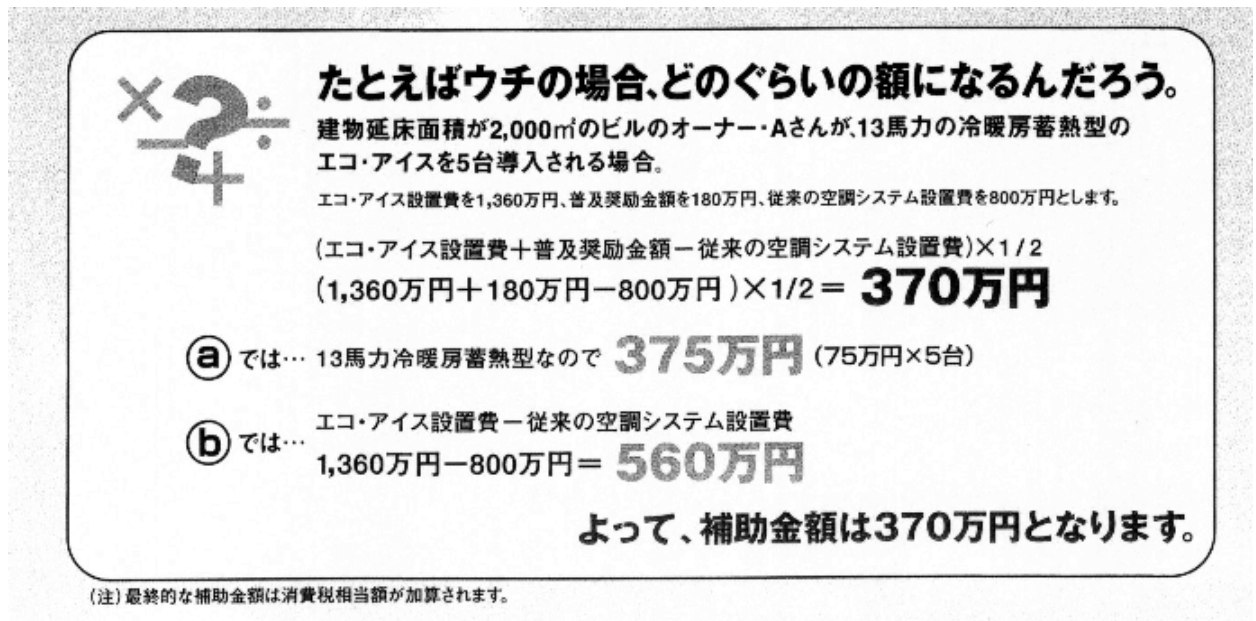 たとえばウチの場合、どのぐらいの額になるんだろう。
建物延床面積が2,000㎡のビルのオーナー・Aさんが、13馬力の冷暖房蓄熱型の
エコ・アイスを5台導入される場合。
エコ・アイス設置費を1,360万円、普及奨励金額を180万円、従来の空調システム設置費を800万円とします。
(エコ・アイス設置費+普及奨励金額−従来の空調システム設置費)×1/2
(1,360万円+180万円−800万円)×1/2= 370万円
ⓐでは… 13馬力冷暖房蓄熱型なので 375万円 (75万円×5台)
ⓑでは… エコ・アイス設置費−従来の空調システム設置費
1,360万円−800万円= 560万円
よって、補助金額は370万円となります。
(注)最終的な補助金額は消費税相当額が加算されます。